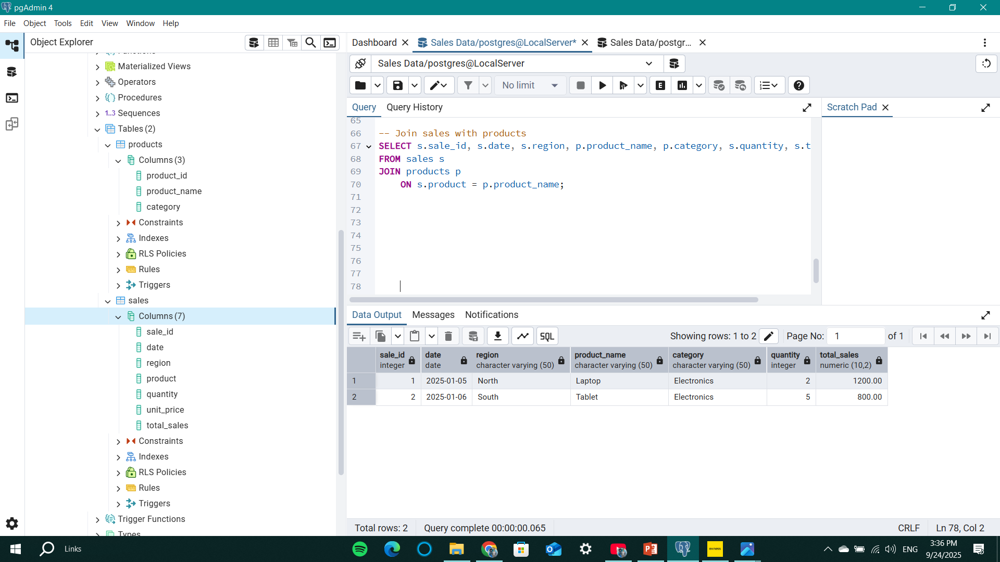 pgAdmin 4
File Object Tools Edit View Window Help
Object Explorer
Materialized Views
Operators
Procedures
1..3 Sequences
Tables (2)
products
Columns (3)
product_id
product_name
category
Constraints
Indexes
RLS Policies
Rules
Triggers
sales
Columns (7)
sale_id
date
region
product
quantity
unit_price
total_sales
Constraints
Indexes
RLS Policies
Rules
Triggers
Trigger Functions
Types
Dashboard Sales Data/postgres@LocalServer* Sales Data/postgr...
Sales Data/postgres@LocalServer
No limit E
Query Query History
Scratch Pad
65
66 -- Join sales with products
67 SELECT s.sale_id, s.date, s.region, p.product_name, p.category, s.quantity, s.t
68 FROM sales s
69 JOIN products p
70 ON s.product = p.product_name;
71
72
73
74
75
76
77
78
Data Output Messages Notifications
SQL Showing rows: 1 to 2 Page No: 1 of 1
sale_id date region product_name category quantity total_sales
integer date character varying (50) character varying (50) character varying (50) integer numeric (10,2)
1 1 2025-01-05 North Laptop Electronics 2 1200.00
2 2 2025-01-06 South Tablet Electronics 5 800.00
Total rows: 2 Query complete 00:00:00.065 CRLF Ln 78, Col 2
Links
exness
ENG
3:36 PM
9/24/2025